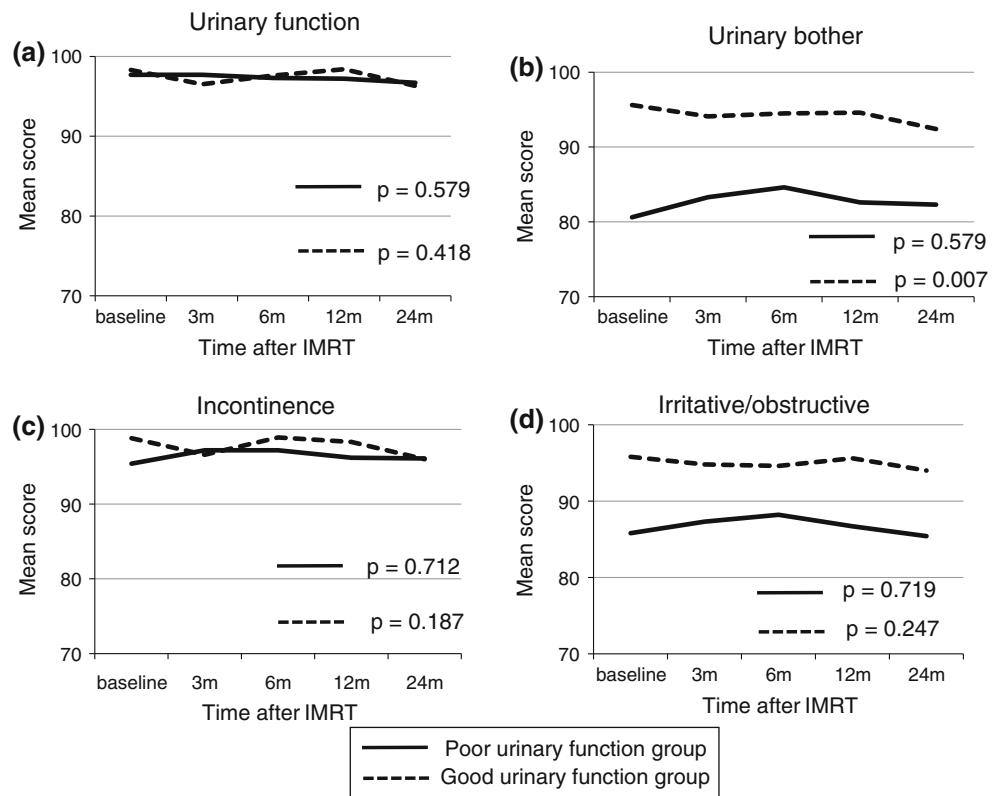 Urinary function
(a)
100
90
80
70
Mean score
p = 0.579
p = 0.418
baseline 3m 6m 12m 24m
Time after IMRT
Urinary bother
(b)
100
90
80
70
Mean score
p = 0.579
p = 0.007
baseline 3m 6m 12m 24m
Time after IMRT
Incontinence
(c)
100
90
80
70
Mean score
p = 0.712
p = 0.187
baseline 3m 6m 12m 24m
Time after IMRT
Irritative/obstructive
(d)
100
90
80
70
Mean score
p = 0.719
p = 0.247
baseline 3m 6m 12m 24m
Time after IMRT
Poor urinary function group
Good urinary function group